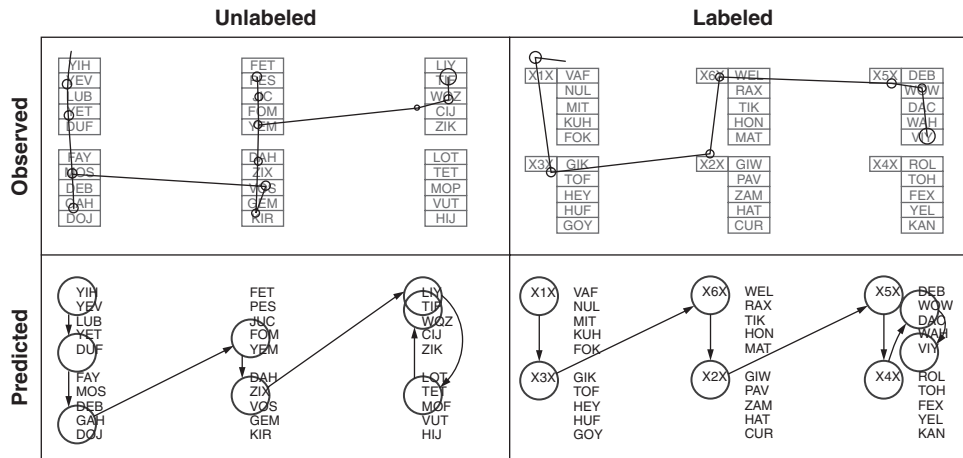 Unlabeled Labeled
Observed
YIH FET LIY
YEV PES TIF
LUB JUC WQZ
YET FOM CIJ
DUF YEM ZIK
FAY DAH LOT
MOS ZIX TET
DEB VOS MOP
GAH GEM VUT
DOJ KIR HIJ
X1X VAF X6X WEL X5X DEB
NUL RAX WOW
MIT TIK DAC
KUH HON WAH
FOK MAT VIY
X3X GIK X2X GIW X4X ROL
TOF PAV TOH
HEY ZAM FEX
HUF HAT YEL
GOY CUR KAN
Predicted
YIH FET LIY
YEV PES TIF
LUB JUC WQZ
YET FOM CIJ
DUF YEM ZIK
FAY DAH LOT
MOS ZIX TET
DEB VOS MOF
GAH GEM VUT
DOJ KIR HIJ
X1X VAF X6X WEL X5X DEB
NUL RAX WOW
MIT TIK DAC
KUH HON WAH
FOK MAT VIY
X3X GIK X2X GIW X4X ROL
TOF PAV TOH
HEY ZAM FEX
HUF HAT YEL
GOY CUR KAN